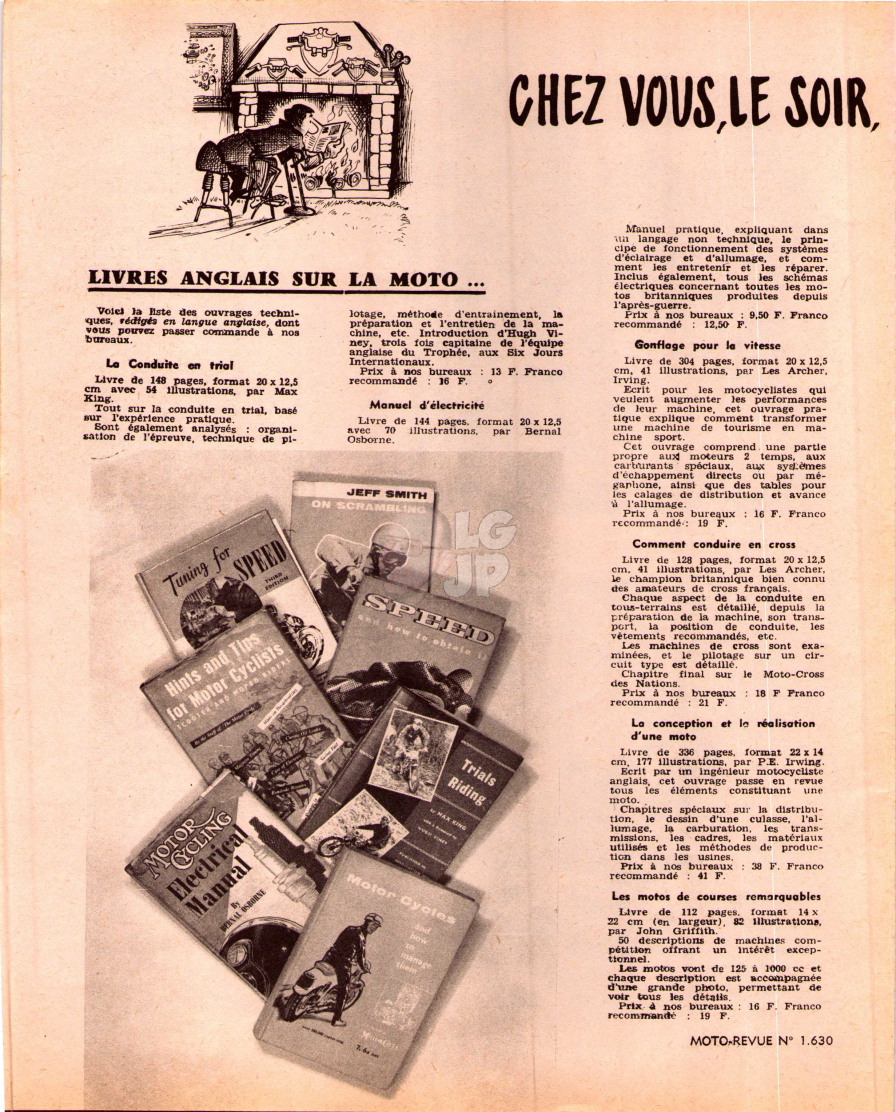 CHEZ VOUS, LE SOIR,
LIVRES ANGLAIS SUR LA MOTO ...
Voici la liste des ouvrages techni-
ques, rédigés en langue anglaise, dont
vous pouvez passer commande à nos
bureaux.
La Conduite en trial
Livre de 148 pages, format 20 x 12,5
cm avec 54 illustrations, par Max
King.
Tout sur la conduite en trial, basé
sur l'expérience pratique.
Sont également analysés : organi-
sation de l'épreuve, technique de pi-
lotage, méthode d'entrainement, la
préparation et l'entretien de la ma-
chine, etc. Introduction d'Hugh Vi-
ney, trois fois capitaine de l'équipe
anglaise du Trophée, aux Six Jours
Internationaux.
Prix à nos bureaux : 13 F. Franco
recommandé : 16 F.
Manuel d'électricité
Livre de 144 pages, format 20 x 12,5
avec 70 illustrations, par Bernal
Osborne.
Manuel pratique, expliquant dans
un langage non technique, le prin-
cipe de fonctionnement des systèmes
d'éclairage et d'allumage, et com-
ment les entretenir et les réparer.
Inclus également, tous les schémas
électriques concernant toutes les mo-
tos britanniques produites depuis
l'après-guerre.
Prix à nos bureaux : 9,50 F. Franco
recommandé : 12,50 F.
Gonflage pour la vitesse
Livre de 304 pages, format 20 x 12,5
cm, 41 illustrations, par Les Archer,
Irving.
Ecrit pour les motocyclistes qui
veulent augmenter les performances
de leur machine, cet ouvrage pra-
tique explique comment transformer
une machine de tourisme en ma-
chine sport.
Cet ouvrage comprend une partie
propre aux moteurs 2 temps, aux
carburants spéciaux, aux systèmes
d'échappement directs ou par mé-
gaphone, ainsi que des tables pour
les calages de distribution et avance
à l'allumage.
Prix à nos bureaux : 16 F. Franco
recommandé : 19 F.
Comment conduire en cross
Livre de 128 pages, format 20 x 12,5
cm, 41 illustrations, par Les Archer,
le champion britannique bien connu
des amateurs de cross français.
Chaque aspect de la conduite en
tous-terrains est détaillé, depuis la
préparation de la machine, son trans-
port, la position de conduite, les
vêtements recommandés, etc.
Les machines de cross sont exa-
minées, et le pilotage sur un cir-
cuit type est détaillé.
Chapitre final sur le Moto-Cross
des Nations.
Prix à nos bureaux : 18 F Franco
recommandé : 21 F.
La conception et la réalisation
d'une moto
Livre de 336 pages, format 22 x 14
cm, 177 illustrations, par P.E. Irwing.
Ecrit par un ingénieur motocycliste
anglais, cet ouvrage passe en revue
tous les éléments constituant une
moto.
Chapitres spéciaux sur la distribu-
tion, le dessin d'une culasse, l'al-
lumage, la carburation, les trans-
missions, les cadres, les matériaux
utilisés et les méthodes de produc-
tion dans les usines.
Prix à nos bureaux : 38 F. Franco
recommandé : 41 F.
Les motos de courses remarquables
Livre de 112 pages, format 14 x
22 cm (en largeur), 82 illustrations,
par John Griffith.
50 descriptions de machines com-
pétition offrant un intérêt excep-
tionnel.
Les motos vont de 125 à 1000 cc et
chaque description est accompagnée
d'une grande photo, permettant de
voir tous les détails.
Prix à nos bureaux : 16 F. Franco
recommandé : 19 F.
JEFF SMITH
ON SCRAMBLING
Tuning for
SPEED
THIRD
EDITION
SPEED
and how to obtain it
Hints and Tips
for Motor Cyclists
Trials
Riding
MAX KING
MOTOR
CYCLING
Electrical
Manual
By
BERNAL OSBORNE
Motor Cycles
and
how
to
manage
them
LG
JP
MOTO-REVUE N° 1.630